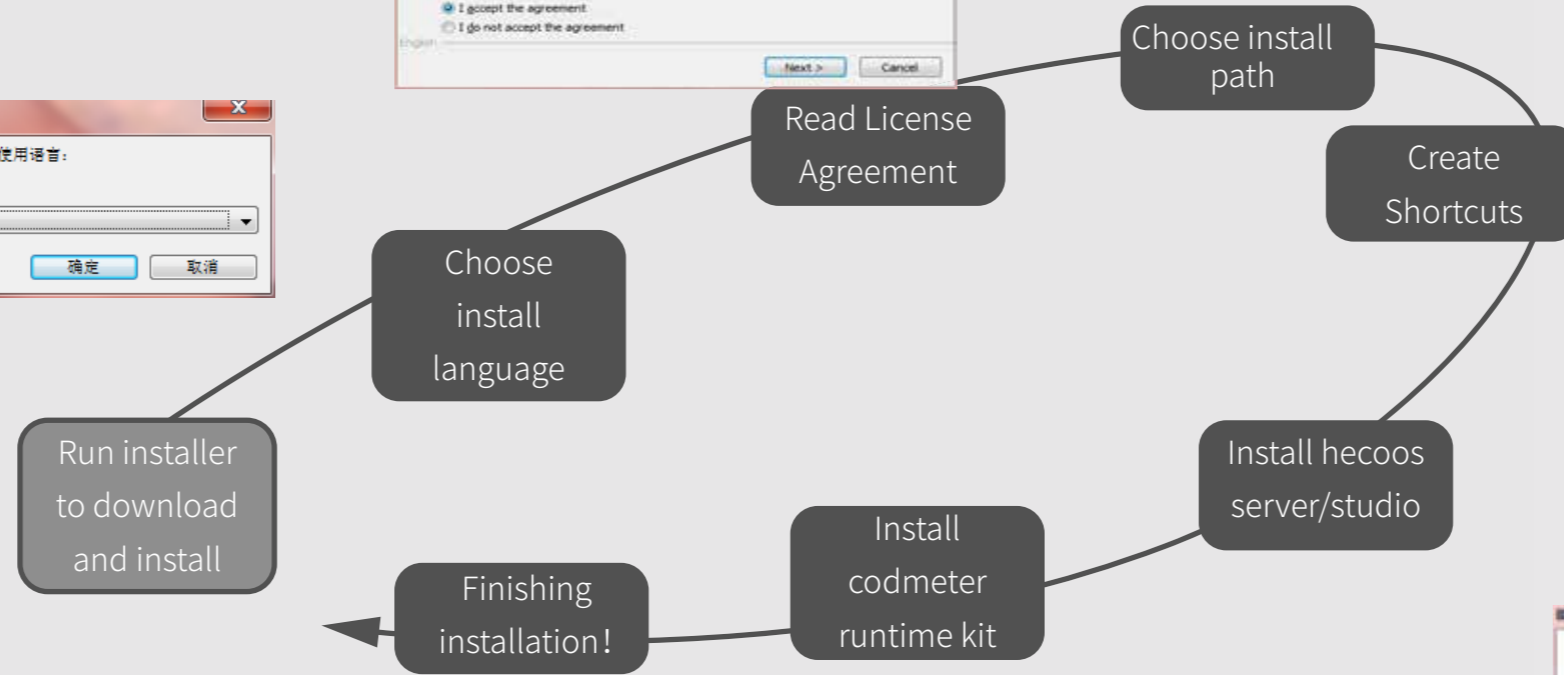 I accept the agreement
I do not accept the agreement
English
Next >
Cancel
使用语言:
确定
取消
Choose install
path
Read License
Agreement
Create
Shortcuts
Choose
install
language
Run installer
to download
and install
Install hecoos
server/studio
Install
codmeter
runtime kit
Finishing
installation!